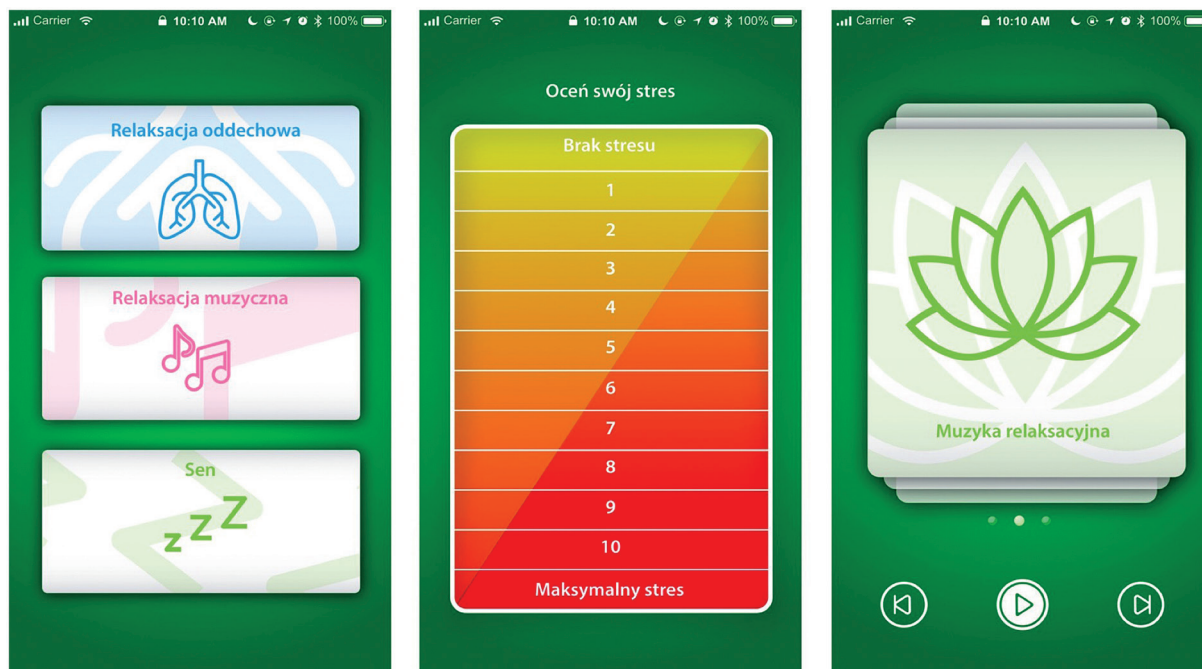 Carrier 10:10 AM 100%
Relaksacja oddechowa
Relaksacja muzyczna
Sen
z z Z
Carrier 10:10 AM 100%
Oceń swój stres
Brak stresu
1
2
3
4
5
6
7
8
9
10
Maksymalny stres
Carrier 10:10 AM 100%
Muzyka relaksacyjna